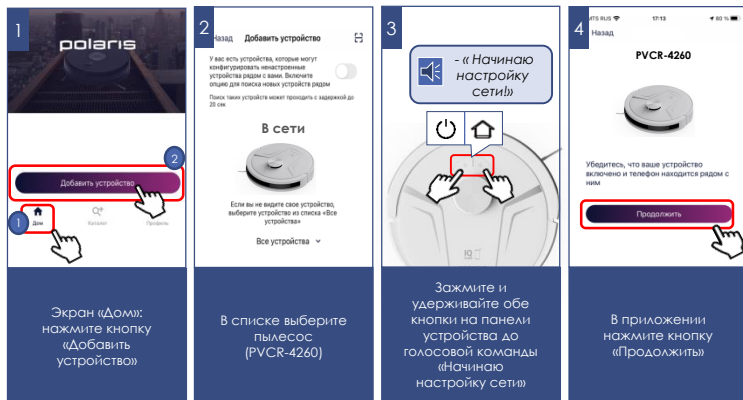 1
polaris
2
Добавить устройство
1
Дом
Каталог
Профиль
Экран «Дом»:
нажмите кнопку
«Добавить
устройство»
2
Назад
Добавить устройство
У вас есть устройства, которые могут
конфигурировать ненастроенные
устройства рядом с вами. Включите
опцию для поиска новых устройств рядом
Поиск таких устройств может проходить с задержкой до
20 сек
В сети
Если вы не видите свое устройство,
выберите устройство из списка «Все
устройства»
Все устройства
В списке выберите
пылесос
(PVCR-4260)
3
- « Начинаю
настройку
сети!»
IQ
Зажмите и
удерживайте обе
кнопки на панели
устройства до
голосовой команды
«Начинаю
настройку сети»
4
MTS RUS
17:13
80 %
Назад
PVCR-4260
Убедитесь, что ваше устройство
включено и телефон находится рядом с
ним
Продолжить
В приложении
нажмите кнопку
«Продолжить»